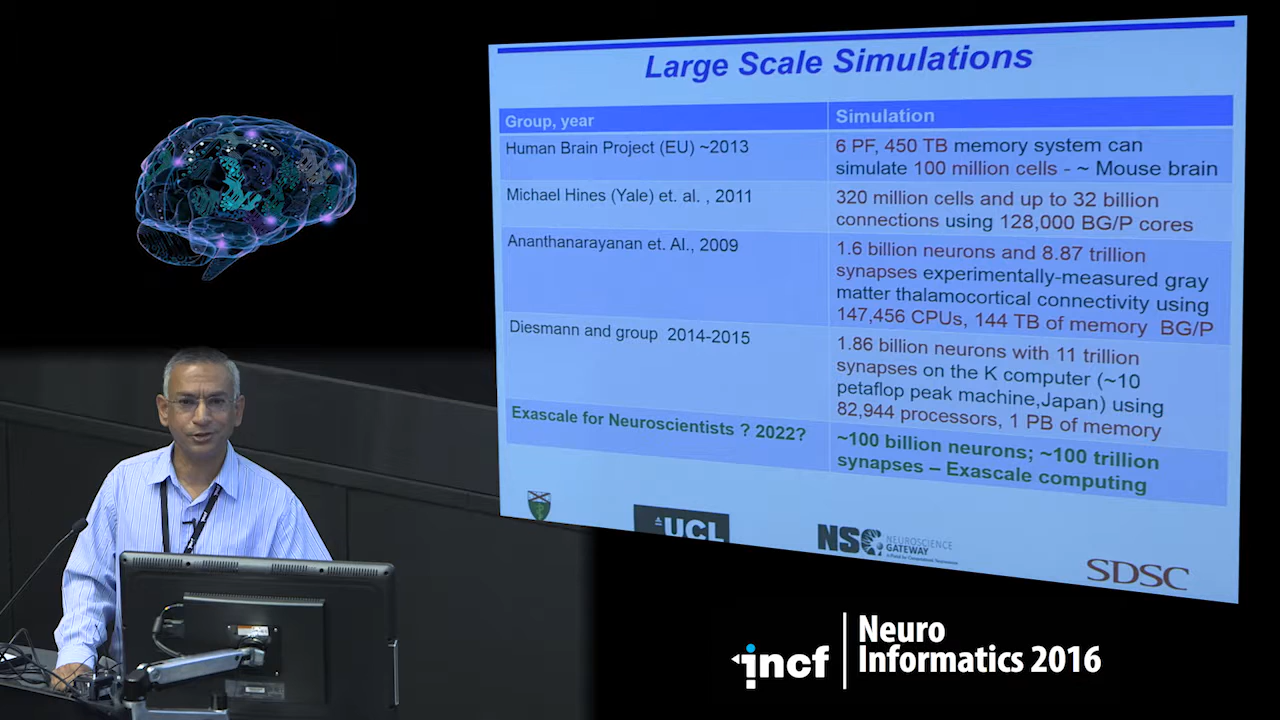 Large Scale Simulations
Group, year
Simulation
Human Brain Project (EU) ~2013
6 PF, 450 TB memory system can
simulate 100 million cells - ~ Mouse brain
Michael Hines (Yale) et. al. , 2011
320 million cells and up to 32 billion
connections using 128,000 BG/P cores
Ananthanarayanan et. Al., 2009
1.6 billion neurons and 8.87 trillion
synapses experimentally-measured gray
matter thalamocortical connectivity using
147,456 CPUs, 144 TB of memory BG/P
Diesmann and group 2014-2015
1.86 billion neurons with 11 trillion
synapses on the K computer (~10
petaflop peak machine,Japan) using
82,944 processors, 1 PB of memory
Exascale for Neuroscientists ? 2022?
~100 billion neurons; ~100 trillion
synapses – Exascale computing
UCL
NSG
NEUROSCIENCE
GATEWAY
SDSC
incf
Neuro
Informatics 2016